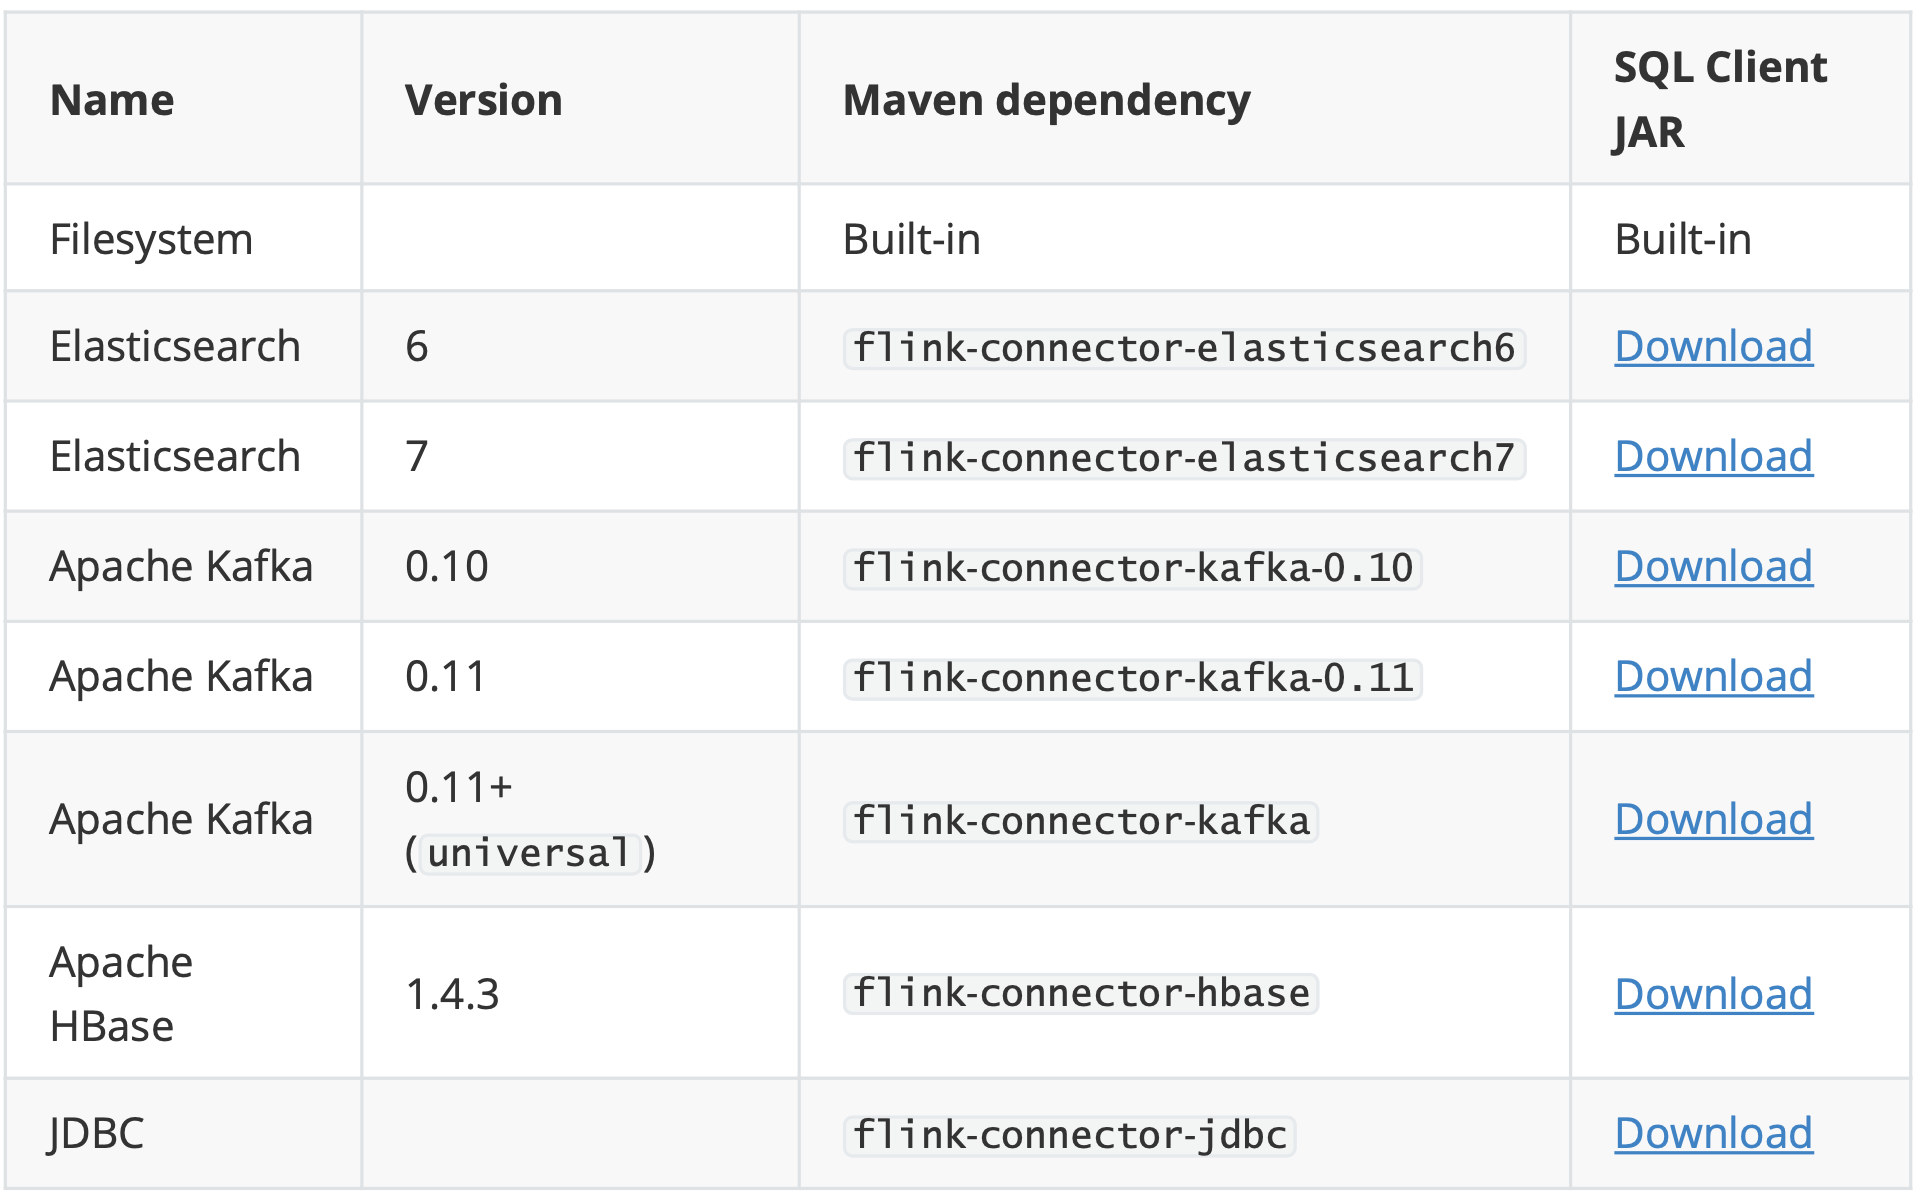 Name Version Maven dependency SQL Client
JAR
Filesystem Built-in Built-in
Elasticsearch 6 flink-connector-elasticsearch6 Download
Elasticsearch 7 flink-connector-elasticsearch7 Download
Apache Kafka 0.10 flink-connector-kafka-0.10 Download
Apache Kafka 0.11 flink-connector-kafka-0.11 Download
Apache Kafka 0.11+
(universal) flink-connector-kafka Download
Apache
HBase 1.4.3 flink-connector-hbase Download
JDBC flink-connector-jdbc Download